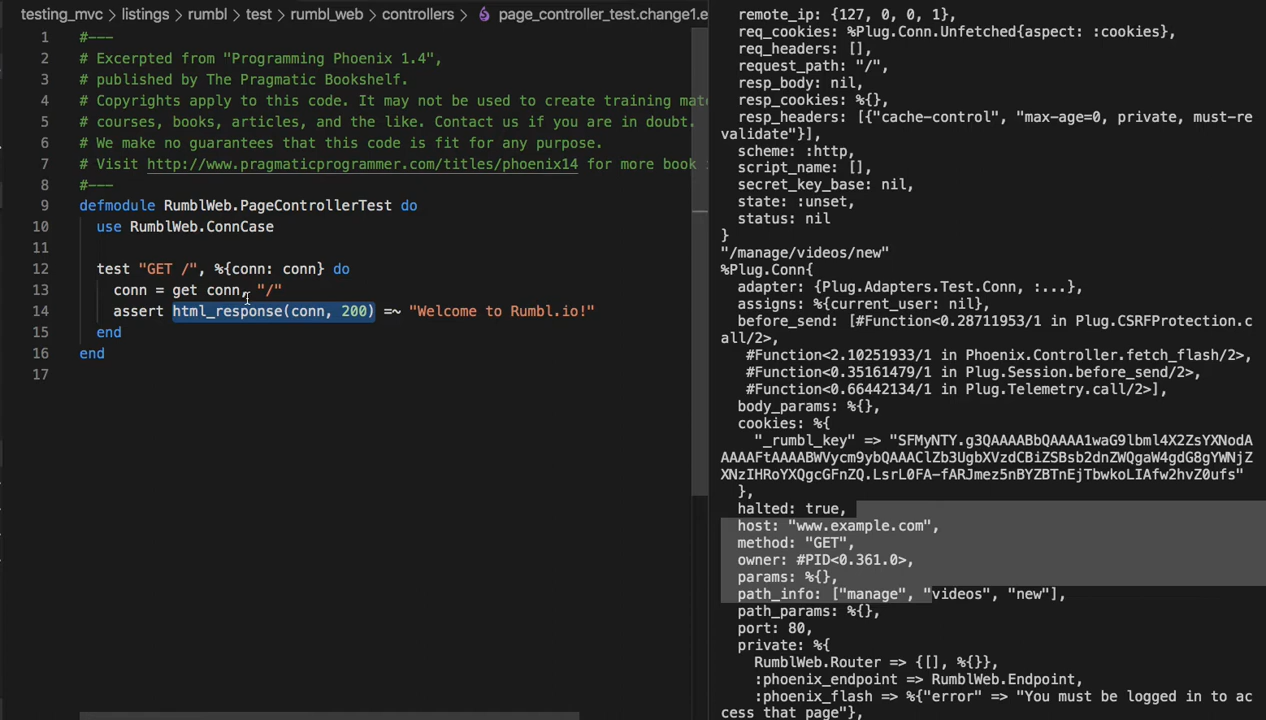 testing_mvc > listings > rumbl > test > rumbl_web > controllers > page_controller_test.change1.e
1 #---
2 # Excerpted from "Programming Phoenix 1.4",
3 # published by The Pragmatic Bookshelf.
4 # Copyrights apply to this code. It may not be used to create training mate
5 # courses, books, articles, and the like. Contact us if you are in doubt.
6 # We make no guarantees that this code is fit for any purpose.
7 # Visit http://www.pragmaticprogrammer.com/titles/phoenix14 for more book i
8 #---
9 defmodule RumblWeb.PageControllerTest do
10 use RumblWeb.ConnCase
11
12 test "GET /", %{conn: conn} do
13 conn = get conn, "/"
14 assert html_response(conn, 200) =~ "Welcome to Rumbl.io!"
15 end
16 end
17
remote_ip: {127, 0, 0, 1},
req_cookies: %Plug.Conn.Unfetched{aspect: :cookies},
req_headers: [],
request_path: "/",
resp_body: nil,
resp_cookies: %{},
resp_headers: [{"cache-control", "max-age=0, private, must-re
validate"}],
scheme: :http,
script_name: [],
secret_key_base: nil,
state: :unset,
status: nil
}
"/manage/videos/new"
%Plug.Conn{
adapter: {Plug.Adapters.Test.Conn, :...},
assigns: %{current_user: nil},
before_send: [#Function<0.28711953/1 in Plug.CSRFProtection.c
all/2>,
#Function<2.10251933/1 in Phoenix.Controller.fetch_flash/2>,
#Function<0.35161479/1 in Plug.Session.before_send/2>,
#Function<0.66442134/1 in Plug.Telemetry.call/2>],
body_params: %{},
cookies: %{
"_rumbl_key" => "SFMyNTY.g3QAAAABbQAAAA1waG9lbml4X2ZsYXNodA
AAAAFtAAAABWVycm9ybQAAAClZb3UgbXVzdCBiZSBsb2dnZWQgaW4gdG8gYWNjZ
XNzIHRoYXQgcGFnZQ.LsrL0FA-fARJmez5nBYZBTnEjTbwkoLIAfw2hvZ0ufs"
},
halted: true,
host: "www.example.com",
method: "GET",
owner: #PID<0.361.0>,
params: %{},
path_info: ["manage", "videos", "new"],
path_params: %{},
port: 80,
private: %{
RumblWeb.Router => {[], %{}},
:phoenix_endpoint => RumblWeb.Endpoint,
:phoenix_flash => %{"error" => "You must be logged in to ac
cess that page"},